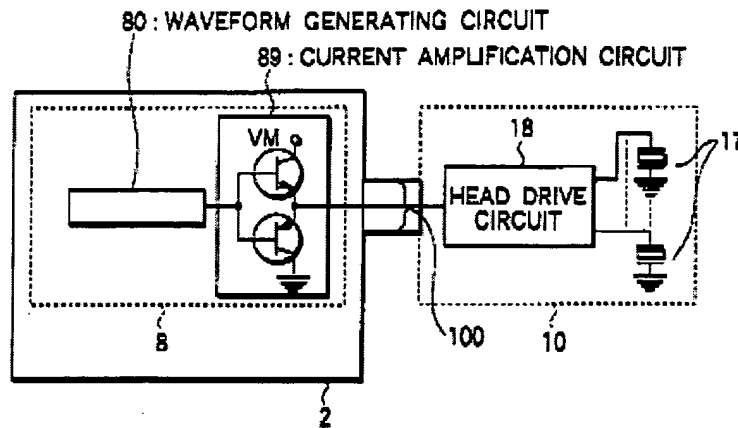 80 : WAVEFORM GENERATING CIRCUIT
89 : CURRENT AMPLIFICATION CIRCUIT
VM
18
17
HEAD DRIVE
CIRCUIT
8
100
10
2